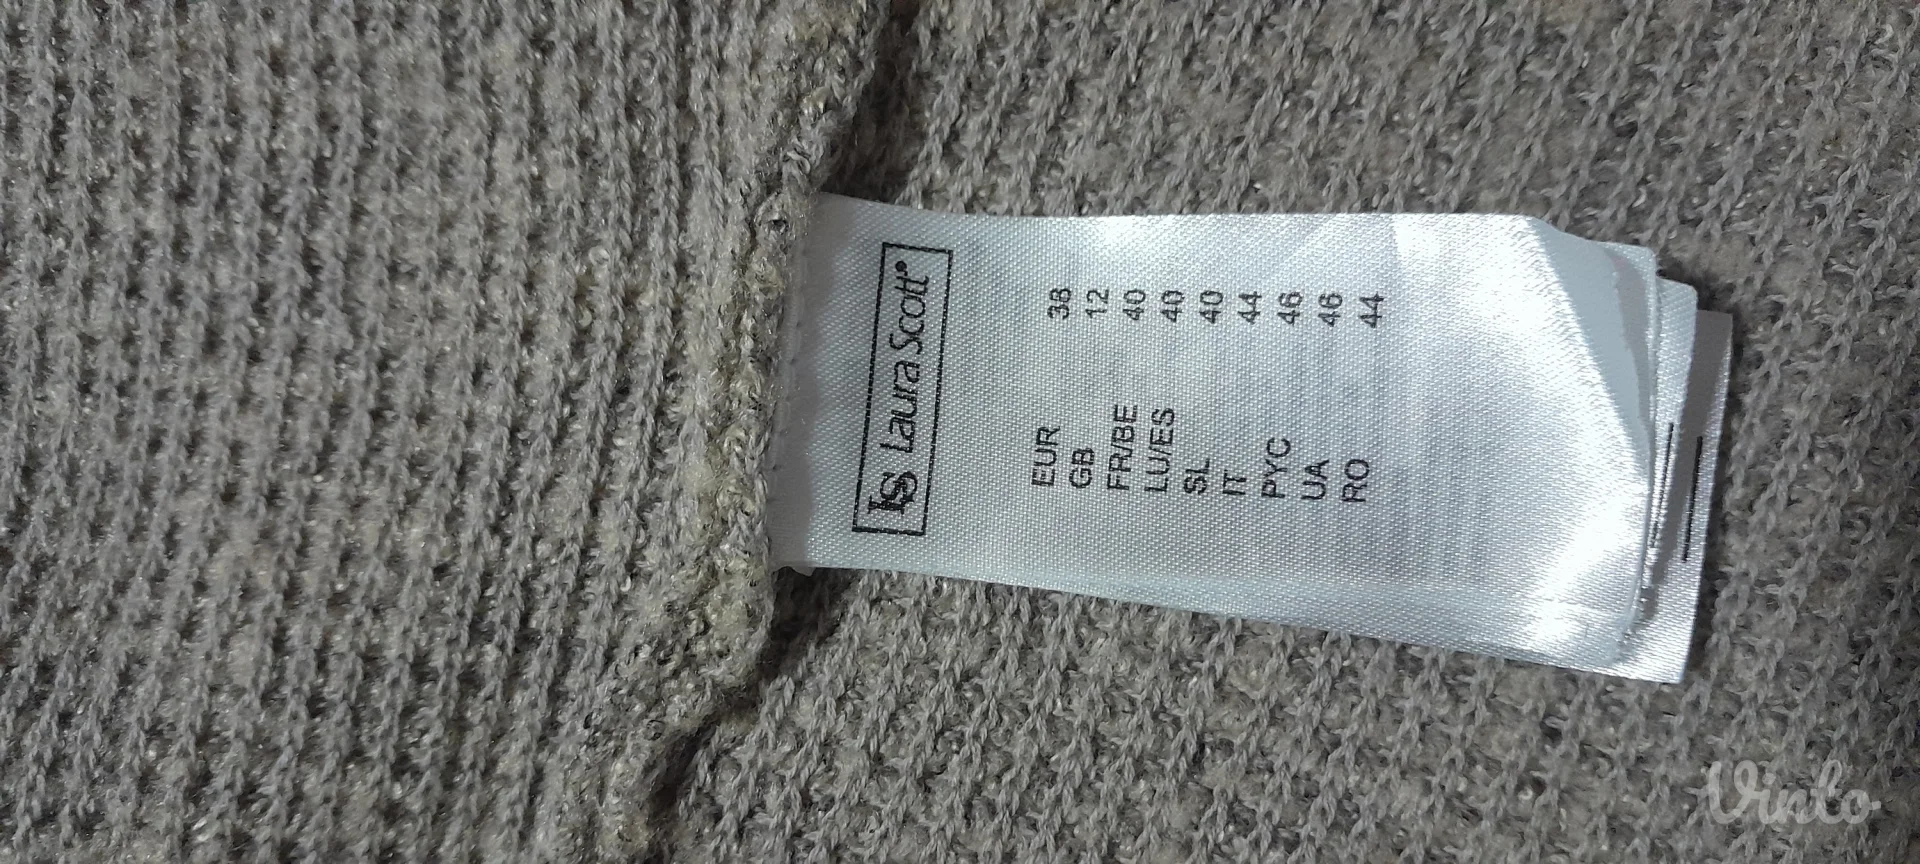 LS Laura Scott®
EUR 38
GB 12
FR/BE 40
LU/ES 40
SL 40
IT 44
PYC 46
UA 46
RO 44
Vinto